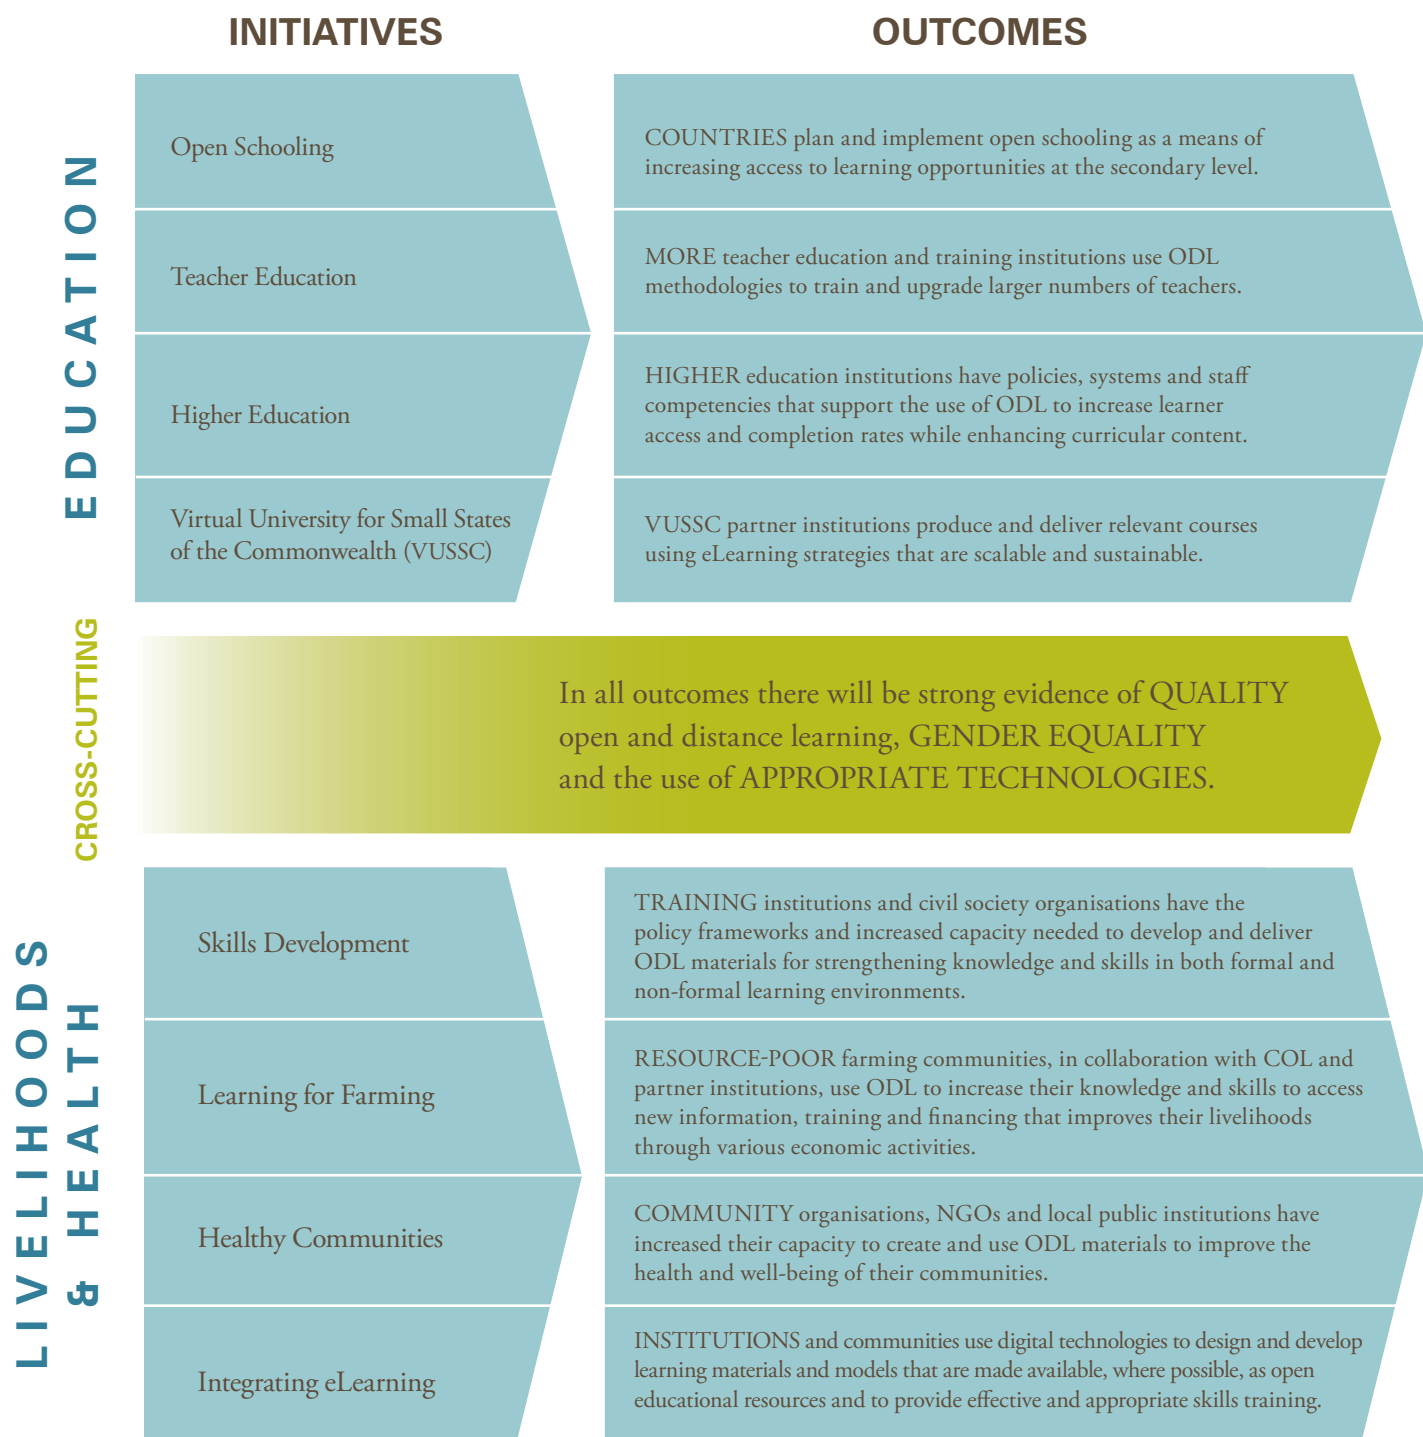 INITIATIVES
OUTCOMES
EDUCATION
Open Schooling
COUNTRIES plan and implement open schooling as a means of
increasing access to learning opportunities at the secondary level.
Teacher Education
MORE teacher education and training institutions use ODL
methodologies to train and upgrade larger numbers of teachers.
Higher Education
HIGHER education institutions have policies, systems and staff
competencies that support the use of ODL to increase learner
access and completion rates while enhancing curricular content.
Virtual University for Small States
of the Commonwealth (VUSSC)
VUSSC partner institutions produce and deliver relevant courses
using eLearning strategies that are scalable and sustainable.
CROSS-CUTTING
In all outcomes there will be strong evidence of QUALITY
open and distance learning, GENDER EQUALITY
and the use of APPROPRIATE TECHNOLOGIES.
LIVELIHOODS
& HEALTH
Skills Development
TRAINING institutions and civil society organisations have the
policy frameworks and increased capacity needed to develop and deliver
ODL materials for strengthening knowledge and skills in both formal and
non-formal learning environments.
Learning for Farming
RESOURCE-POOR farming communities, in collaboration with COL and
partner institutions, use ODL to increase their knowledge and skills to access
new information, training and financing that improves their livelihoods
through various economic activities.
Healthy Communities
COMMUNITY organisations, NGOs and local public institutions have
increased their capacity to create and use ODL materials to improve the
health and well-being of their communities.
Integrating eLearning
INSTITUTIONS and communities use digital technologies to design and develop
learning materials and models that are made available, where possible, as open
educational resources and to provide effective and appropriate skills training.